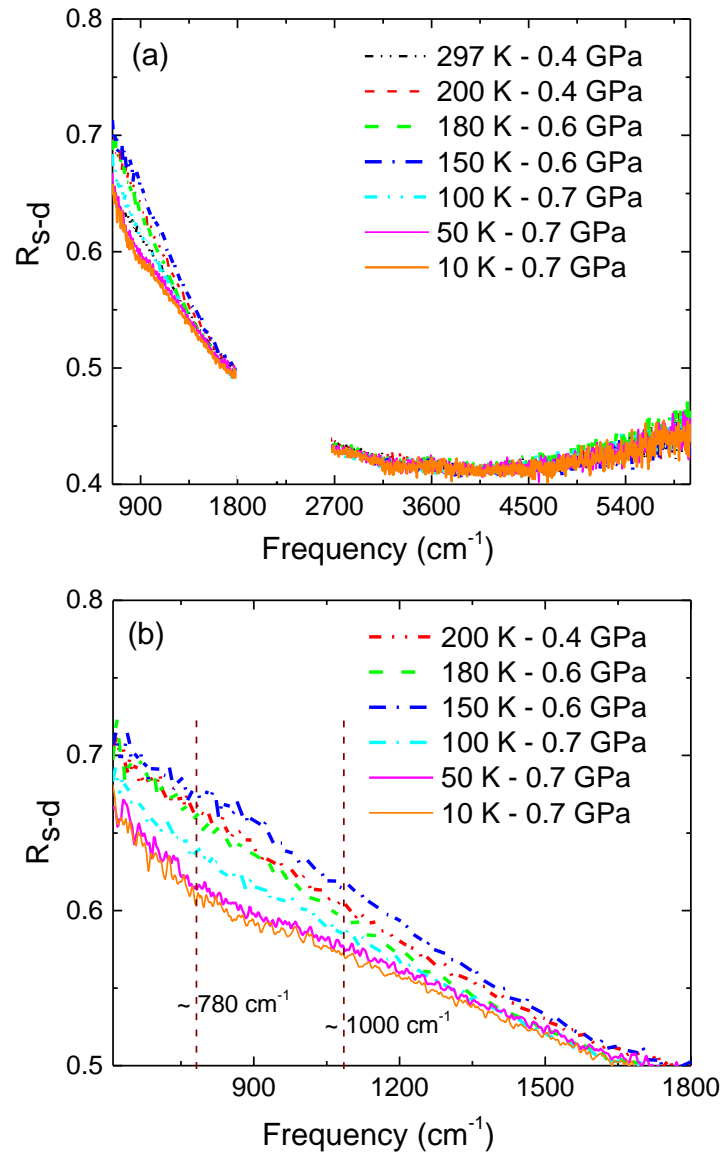 0.8
(a)
297 K - 0.4 GPa
200 K - 0.4 GPa
180 K - 0.6 GPa
150 K - 0.6 GPa
100 K - 0.7 GPa
50 K - 0.7 GPa
10 K - 0.7 GPa
0.7
0.6
0.5
0.4
R_{s-d}
900 1800 2700 3600 4500 5400
Frequency (cm⁻¹)
0.8
(b)
200 K - 0.4 GPa
180 K - 0.6 GPa
150 K - 0.6 GPa
100 K - 0.7 GPa
50 K - 0.7 GPa
10 K - 0.7 GPa
0.7
0.6
0.5
R_{s-d}
~ 780 cm⁻¹
~ 1000 cm⁻¹
900 1200 1500 1800
Frequency (cm⁻¹)